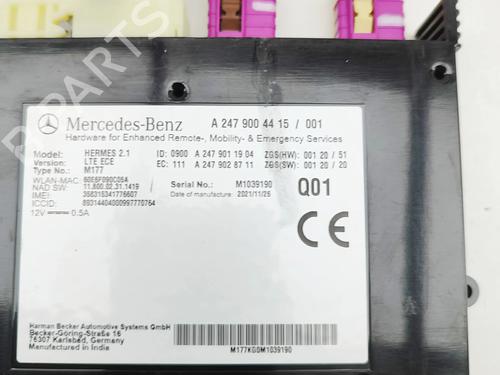 B-PARTS
Mercedes-Benz A 247 900 44 15 / 001
Hardware for Enhanced Remote-, Mobility- & Emergency Services
Model: HERMES 2.1 ID: 0900 A 247 901 19 04 ZGS(HW): 001 20 / 51
Version: LTE ECE EC: 111 A 247 902 87 11 ZGS(SW): 001 20 / 20
Type No.: M177
WLAN-MAC: 60E6F090C05A
NAD SW: 11.800.02.31.1419
IMEI: 358315341776607
ICCID: 89314404000997770764
12V 0.5A
Serial No.: M1039190
Date of manufacture: 2021/11/25
Q01
CE
Harman Becker Automotive Systems GmbH
Becker-Göring-Straße 16
76307 Karlsbad, Germany
Manufactured in India
M177KG0M1039190